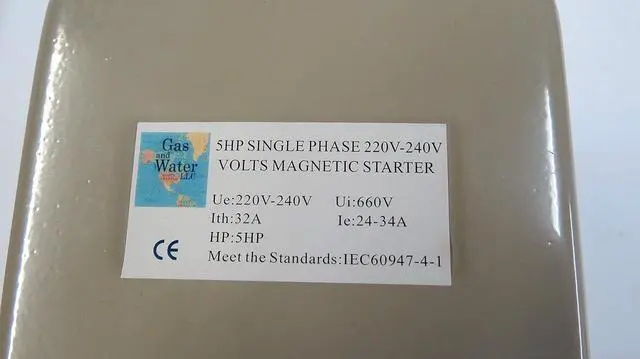 Gas
and
Water
LLC
5HP SINGLE PHASE 220V-240V
VOLTS MAGNETIC STARTER
Ue:220V-240V Ui:660V
Ith:32A Ie:24-34A
HP:5HP
CE
Meet the Standards:IEC60947-4-1